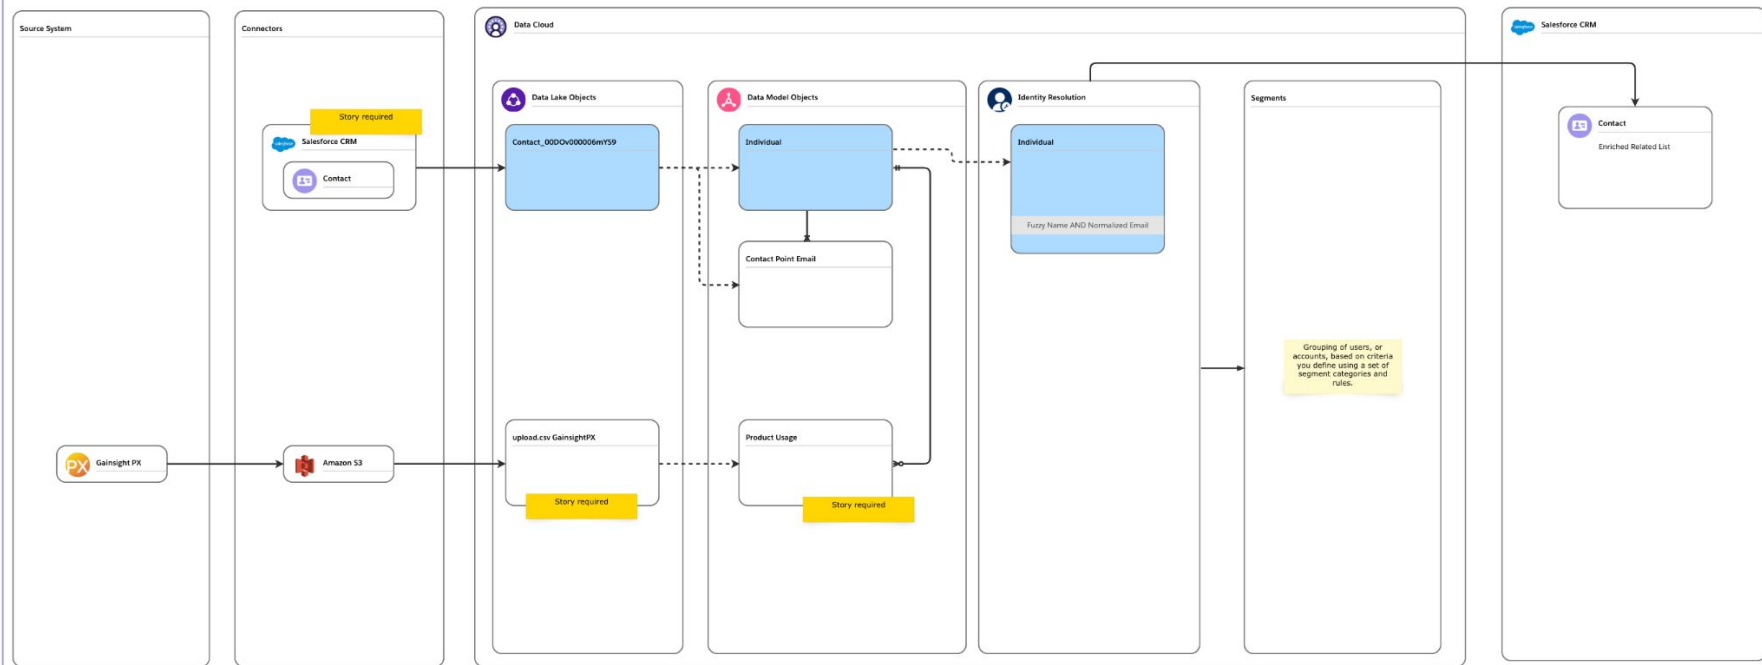 Source System
Connectors
Data Cloud
Salesforce CRM
Data Lake Objects
Data Model Objects
Identity Resolution
Segments
Story required
Salesforce CRM
Contact
Contact_00DOv000006mYS9
Individual
Individual
Fuzzy Name AND Normalized Email
Contact
Enriched Related List
Contact Point Email
Grouping of users, or
accounts, based on criteria
you define using a set of
segment categories and
rules.
PX
Gainsight PX
Amazon S3
upload.csv GainsightPX
Product Usage
Story required
Story required